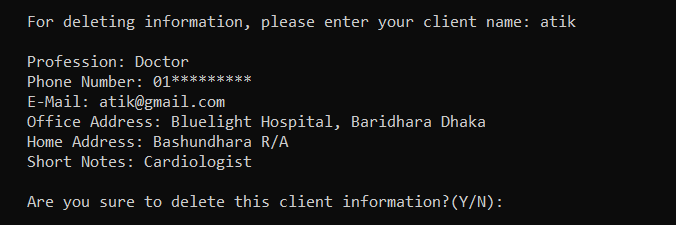 For deleting information, please enter your client name: atik
Profession: Doctor
Phone Number: 01*********
E-Mail: atik@gmail.com
Office Address: Bluelight Hospital, Baridhara Dhaka
Home Address: Bashundhara R/A
Short Notes: Cardiologist
Are you sure to delete this client information?(Y/N):